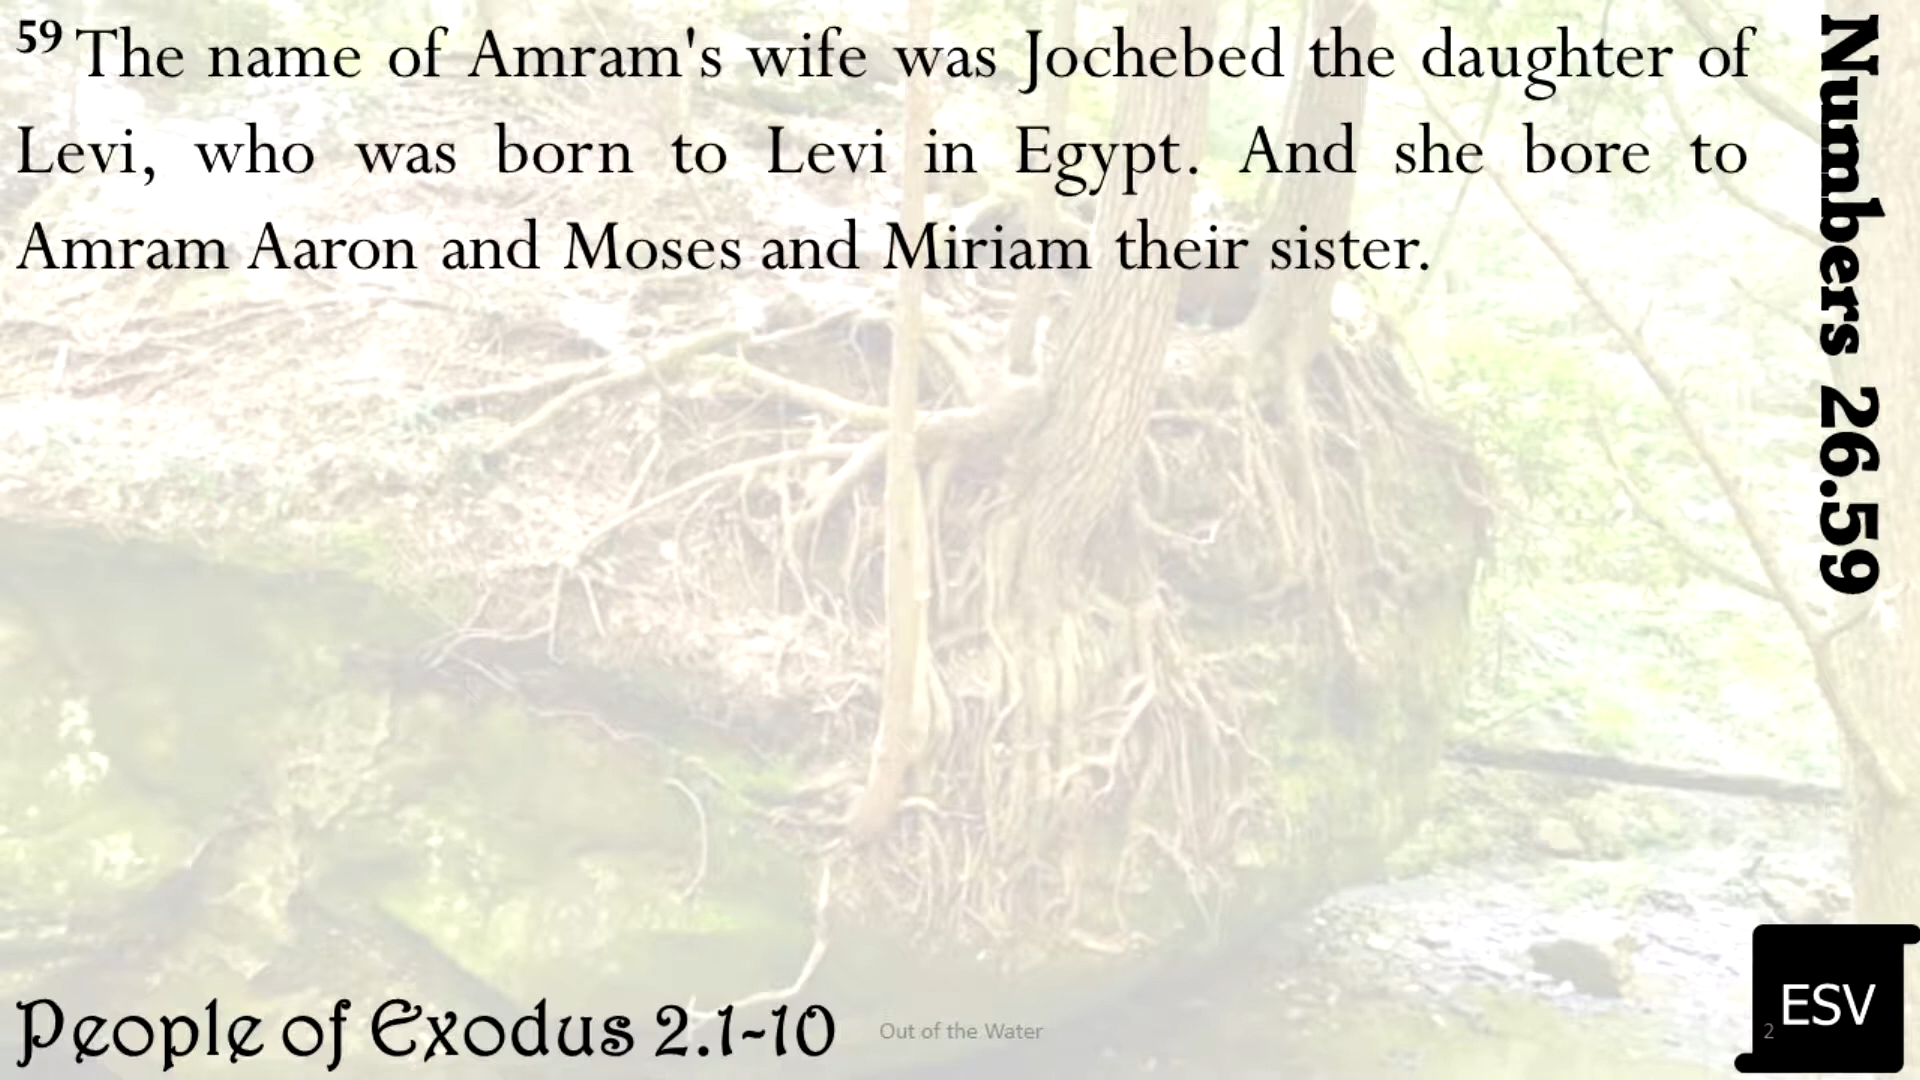 59 The name of Amram's wife was Jochebed the daughter of
Levi, who was born to Levi in Egypt. And she bore to
Amram Aaron and Moses and Miriam their sister.
Numbers 26.59
People of Exodus 2.1-10
Out of the Water
2
ESV